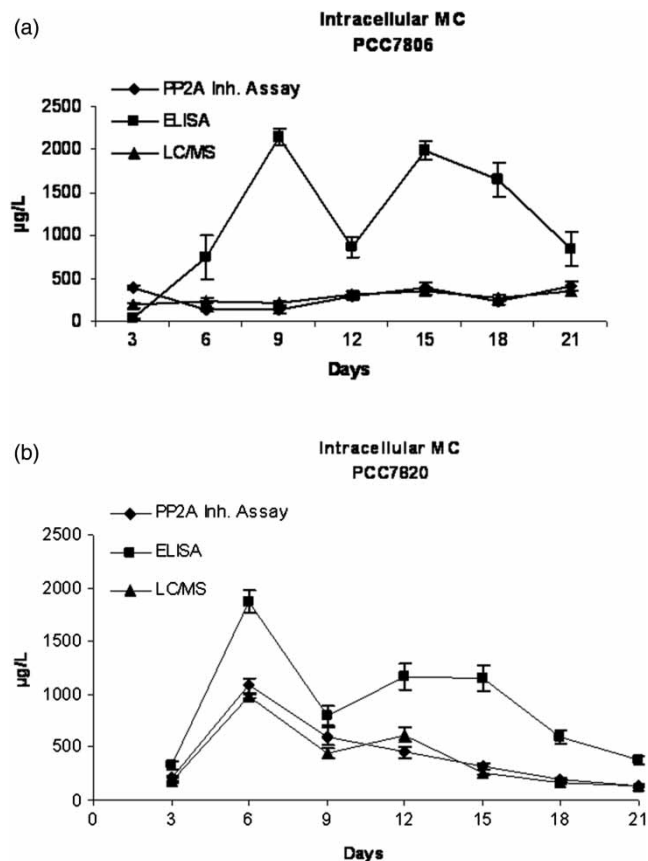 (a)
Intracellular MC
PCC7806
PP2A Inh. Assay
ELISA
LC/MS
2500
2000
1500
1000
500
0
µg/L
3 6 9 12 15 18 21
Days
(b)
Intracellular MC
PCC7820
PP2A Inh. Assay
ELISA
LC/MS
2500
2000
1500
1000
500
0
µg/L
0 3 6 9 12 15 18 21
Days